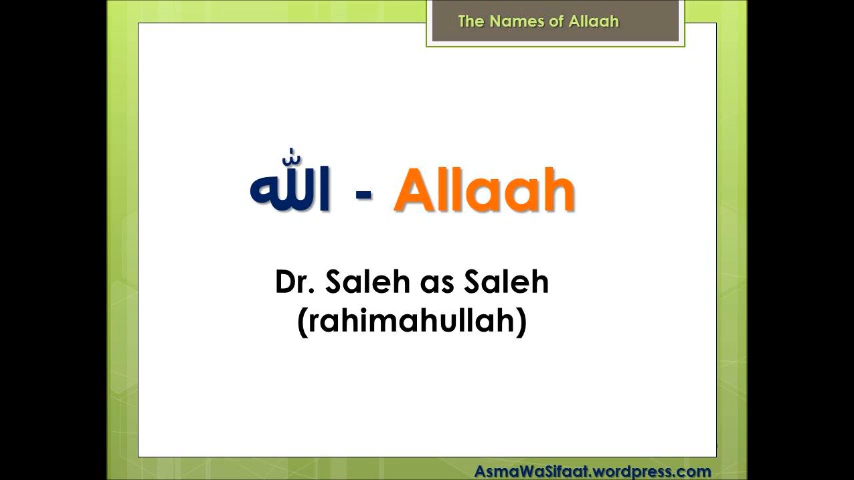 The Names of Allaah
الله - Allaah
Dr. Saleh as Saleh
(rahimahullah)
AsmaWaSifaat.wordpress.com